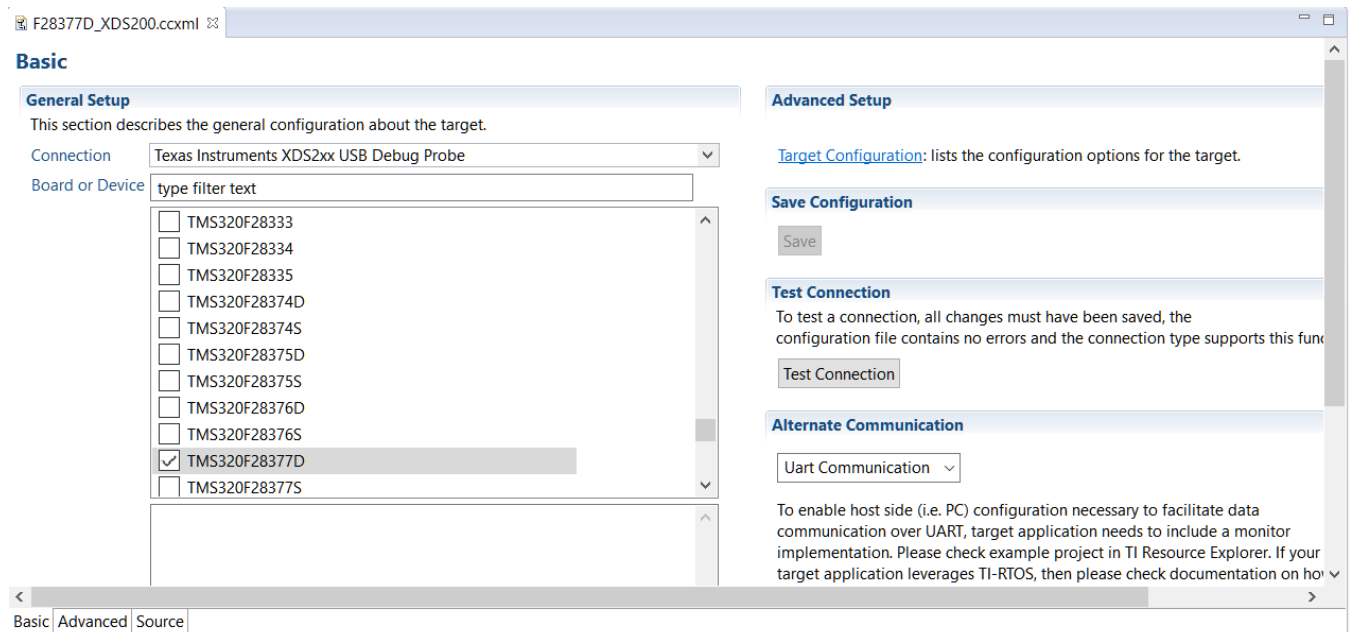 F28377D_XDS200.ccxml
Basic
General Setup
This section describes the general configuration about the target.
Connection
Texas Instruments XDS2xx USB Debug Probe
Board or Device
type filter text
TMS320F28333
TMS320F28334
TMS320F28335
TMS320F28374D
TMS320F28374S
TMS320F28375D
TMS320F28375S
TMS320F28376D
TMS320F28376S
TMS320F28377D
TMS320F28377S
Advanced Setup
Target Configuration: lists the configuration options for the target.
Save Configuration
Save
Test Connection
To test a connection, all changes must have been saved, the
configuration file contains no errors and the connection type supports this func
Test Connection
Alternate Communication
Uart Communication
To enable host side (i.e. PC) configuration necessary to facilitate data
communication over UART, target application needs to include a monitor
implementation. Please check example project in TI Resource Explorer. If your
target application leverages TI-RTOS, then please check documentation on how
Basic Advanced Source